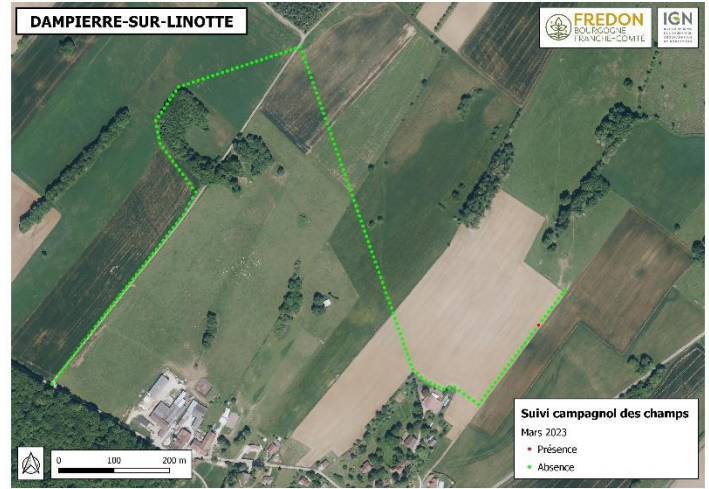 DAMPIERRE-SUR-LINOTTE
FREDON
BOURGOGNE
FRANCHE-COMTÉ
IGN
Suivi campagnol des champs
Mars 2023
Présence
Absence
0 100 200 m